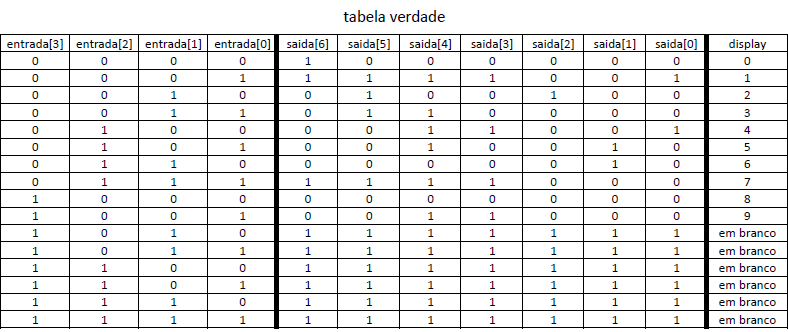 tabela verdade
entrada[3] entrada[2] entrada[1] entrada[0] saida[6] saida[5] saida[4] saida[3] saida[2] saida[1] saida[0] display
0 0 0 0 1 0 0 0 0 0 0 0
0 0 0 1 1 1 1 1 0 0 1 1
0 0 1 0 0 1 0 0 1 0 0 2
0 0 1 1 0 1 1 0 0 0 0 3
0 1 0 0 0 0 1 1 0 0 1 4
0 1 0 1 0 0 1 0 0 1 0 5
0 1 1 0 0 0 0 0 0 1 0 6
0 1 1 1 1 1 1 1 0 0 0 7
1 0 0 0 0 0 0 0 0 0 0 8
1 0 0 1 0 0 1 1 0 0 0 9
1 0 1 0 1 1 1 1 1 1 1 em branco
1 0 1 1 1 1 1 1 1 1 1 em branco
1 1 0 0 1 1 1 1 1 1 1 em branco
1 1 0 1 1 1 1 1 1 1 1 em branco
1 1 1 0 1 1 1 1 1 1 1 em branco
1 1 1 1 1 1 1 1 1 1 1 em branco